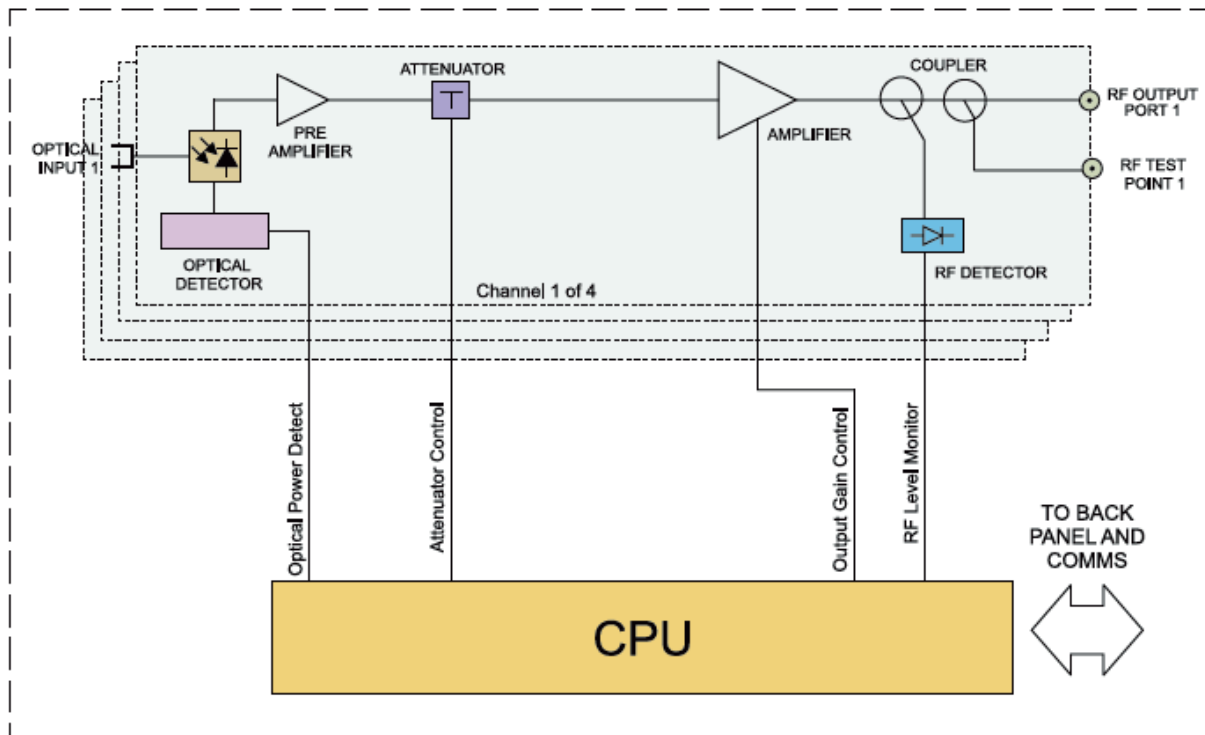 ATTENUATOR
COUPLER
RF OUTPUT
PORT 1
PRE
AMPLIFIER
AMPLIFIER
OPTICAL
INPUT 1
RF TEST
POINT 1
OPTICAL
DETECTOR
RF DETECTOR
Channel 1 of 4
Optical Power Detect
Attenuator Control
Output Gain Control
RF Level Monitor
TO BACK
PANEL AND
COMMS
CPU